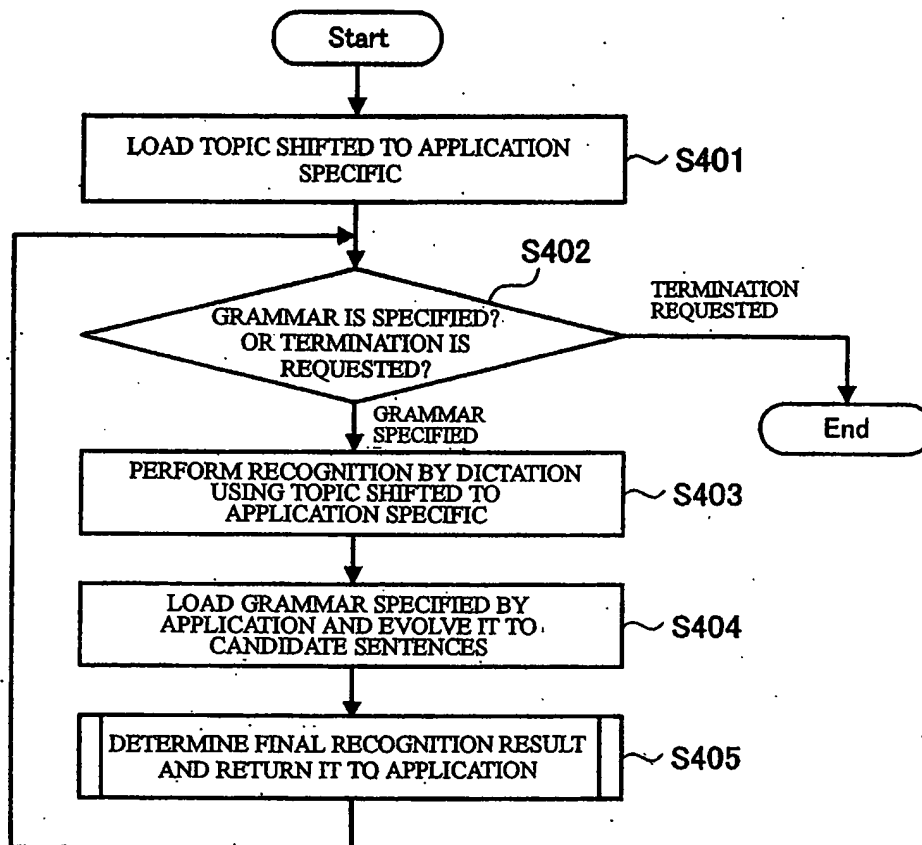 Start
LOAD TOPIC SHIFTED TO APPLICATION
SPECIFIC
S401
S402
GRAMMAR IS SPECIFIED?
OR TERMINATION IS
REQUESTED?
TERMINATION
REQUESTED
End
GRAMMAR
SPECIFIED
PERFORM RECOGNITION BY DICTATION
USING TOPIC SHIFTED TO
APPLICATION SPECIFIC
S403
LOAD GRAMMAR SPECIFIED BY
APPLICATION AND EVOLVE IT TO
CANDIDATE SENTENCES
S404
DETERMINE FINAL RECOGNITION RESULT
AND RETURN IT TO APPLICATION
S405